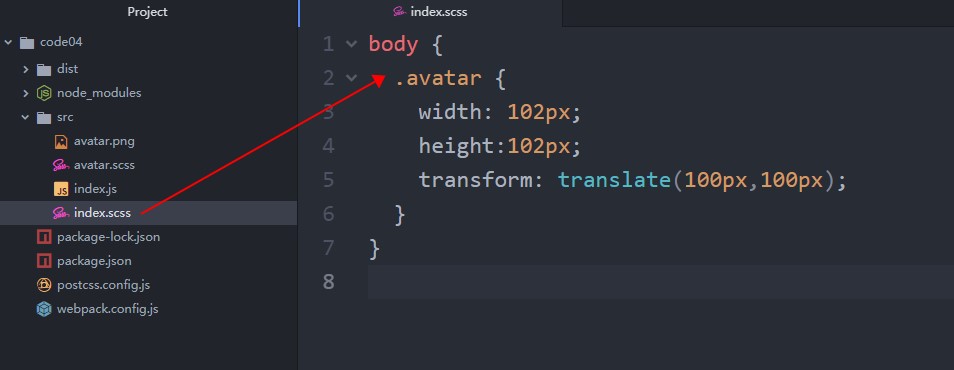 Project
code04
dist
node_modules
src
avatar.png
avatar.scss
JS index.js
index.scss
package-lock.json
package.json
postcss.config.js
webpack.config.js
index.scss
1 body {
2 .avatar {
3 width: 102px;
4 height:102px;
5 transform: translate(100px,100px);
6 }
7 }
8